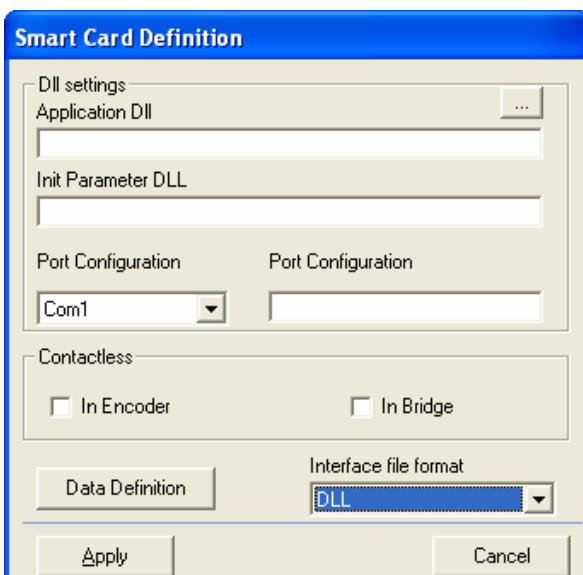 Smart Card Definition
Dll settings
Application Dll
...
Init Parameter DLL
Port Configuration Port Configuration
Com1
Contactless
In Encoder In Bridge
Interface file format
Data Definition
DLL
Apply Cancel